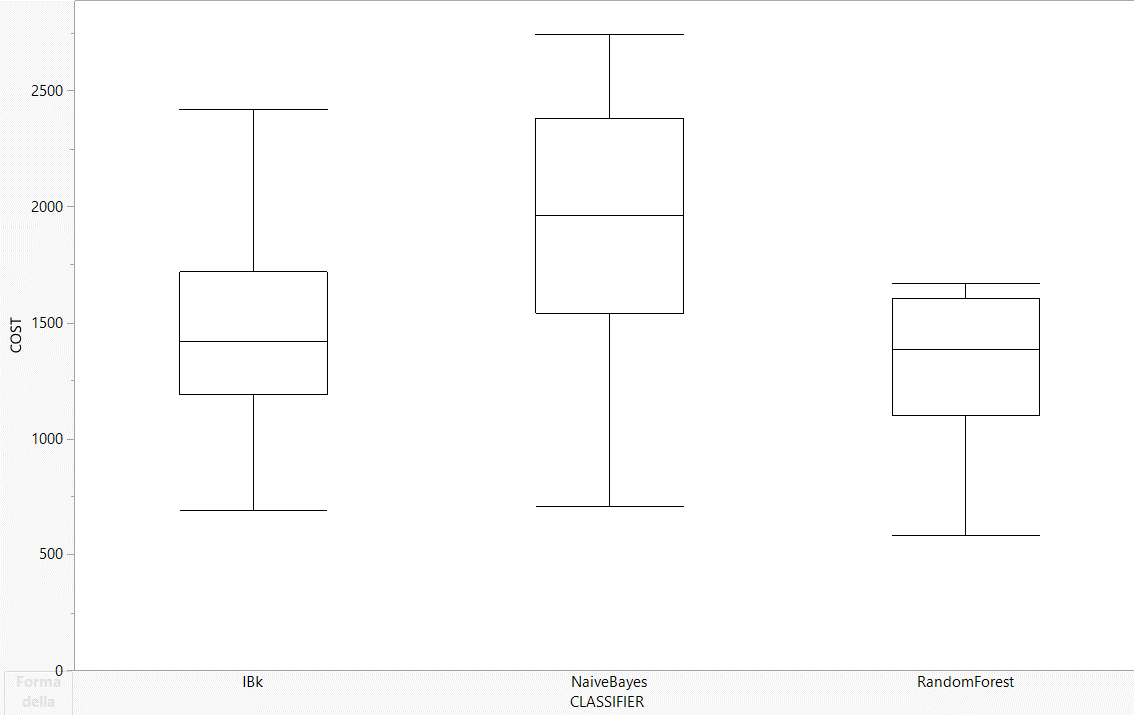 2500
2000
1500
COST
1000
500
0
Forma
della
IBk
NaiveBayes
RandomForest
CLASSIFIER